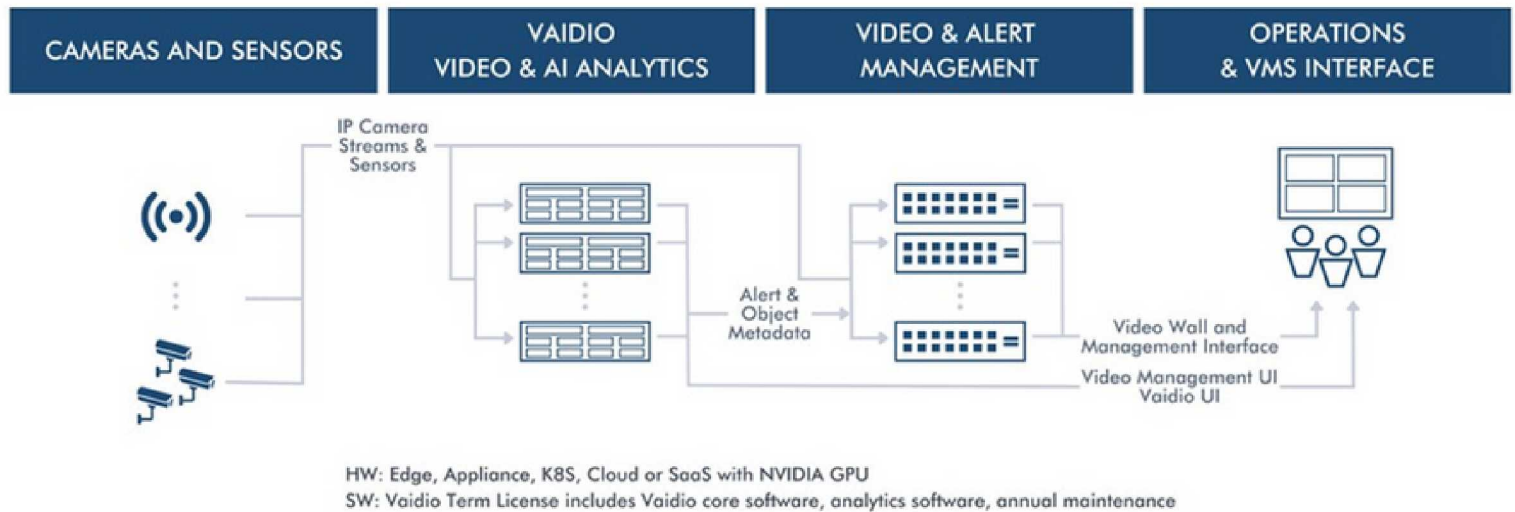 CAMERAS AND SENSORS
VAIDIO
VIDEO & AI ANALYTICS
VIDEO & ALERT
MANAGEMENT
OPERATIONS
& VMS INTERFACE
IP Camera
Streams &
Sensors
Alert &
Object
Metadata
Video Wall and
Management Interface
Video Management UI
Vaidio UI
HW: Edge, Appliance, K8S, Cloud or SaaS with NVIDIA GPU
SW: Vaidio Term License includes Vaidio core software, analytics software, annual maintenance